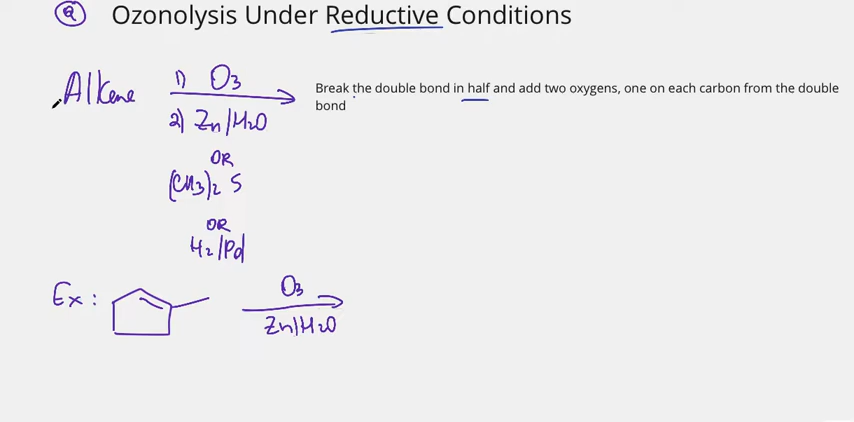 Q Ozonolysis Under Reductive Conditions
Alkene 1) O3
2) Zn/H2O
Break the double bond in half and add two oxygens, one on each carbon from the double
bond
OR
(CH3)2 S
OR
H2/Pd
Ex: O3
Zn/H2O